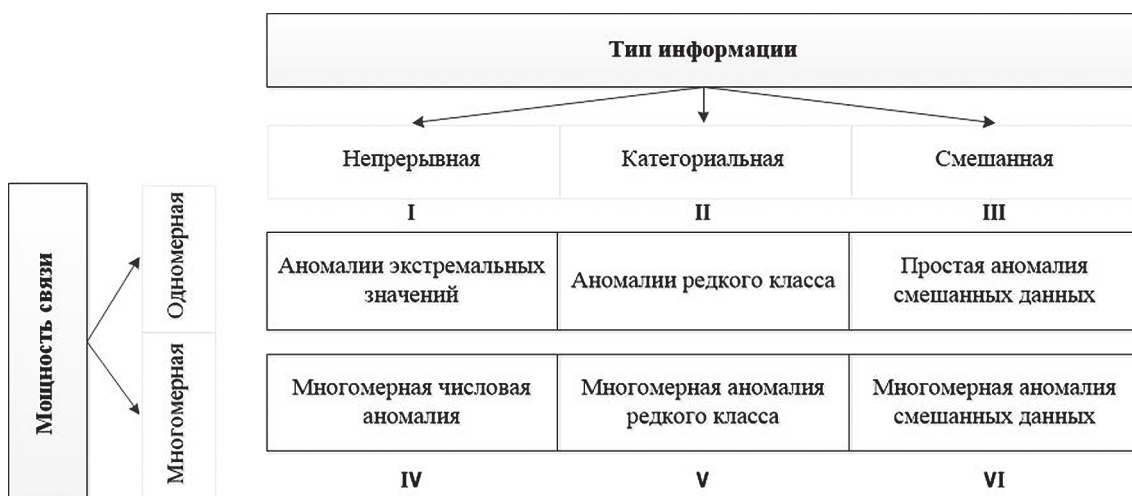 Тип информации
Непрерывная
Категориальная
Смешанная
I
II
III
Мощность связи
Одномерная
Аномалии экстремальных
значений
Аномалии редкого класса
Простая аномалия
смешанных данных
Многомерная
Многомерная числовая
аномалия
Многомерная аномалия
редкого класса
Многомерная аномалия
смешанных данных
IV
V
VI